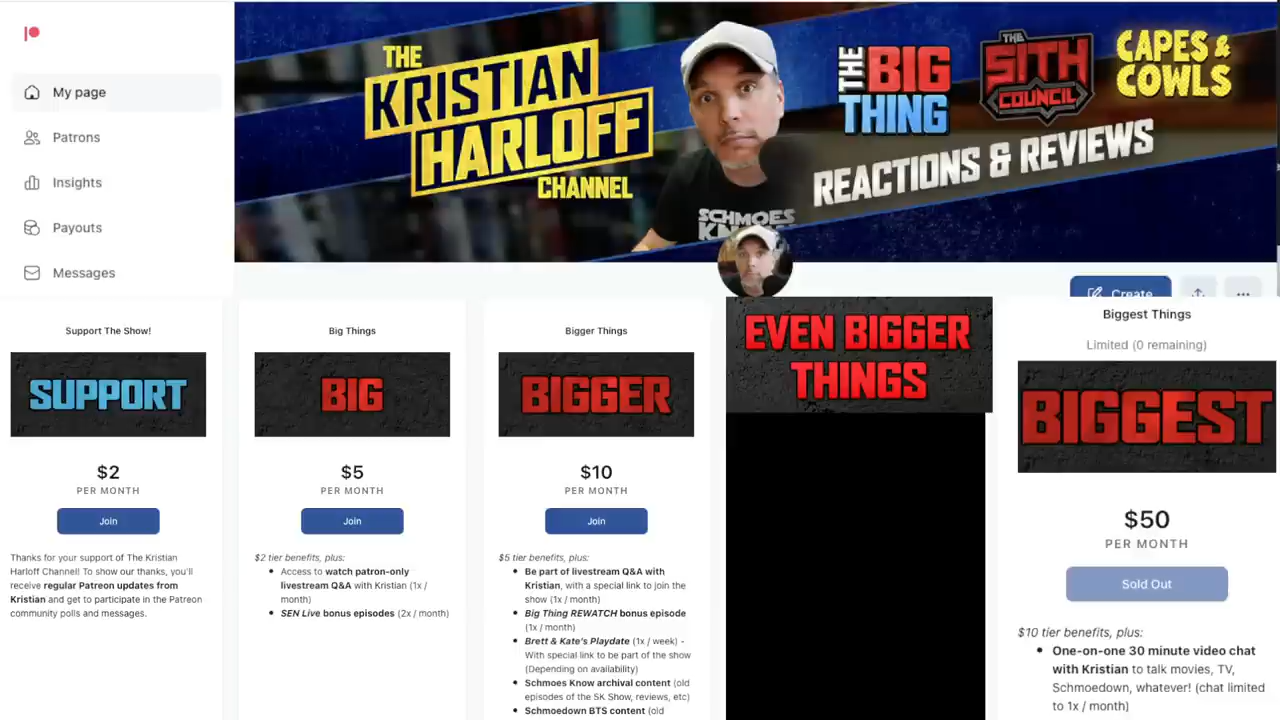 My page
Patrons
Insights
Payouts
Messages
THE
KRISTIAN
HARLOFF
CHANNEL
SCHMOES
THE BIG
THING
THE
SITH
COUNCIL
CAPES &
COWLS
REACTIONS & REVIEWS
Create
Support The Show!
SUPPORT
$2
PER MONTH
Join
Thanks for your support of The Kristian
Harloff Channel! To show our thanks, you'll
receive regular Patreon updates from
Kristian and get to participate in the Patreon
community polls and messages.
Big Things
BIG
$5
PER MONTH
Join
$2 tier benefits, plus:
Access to watch patron-only
livestream Q&A with Kristian (1x /
month)
SEN Live bonus episodes (2x / month)
Bigger Things
BIGGER
$10
PER MONTH
Join
$5 tier benefits, plus:
Be part of livestream Q&A with
Kristian, with a special link to join the
show (1x / month)
Big Thing REWATCH bonus episode
(1x / month)
Brett & Kate's Playdate (1x / week) -
With special link to be part of the show
(Depending on availability)
Schmoes Know archival content (old
episodes of the SK Show, reviews, etc)
Schmoedown BTS content (old
EVEN BIGGER
THINGS
Biggest Things
Limited (0 remaining)
BIGGEST
$50
PER MONTH
Sold Out
$10 tier benefits, plus:
One-on-one 30 minute video chat
with Kristian to talk movies, TV,
Schmoedown, whatever! (chat limited
to 1x / month)